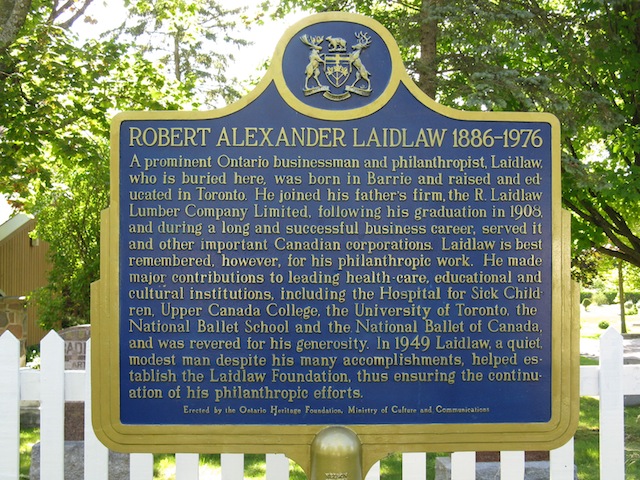 ROBERT ALEXANDER LAIDLAW 1886-1976
A prominent Ontario businessman and philanthropist, Laidlaw,
who is buried here, was born in Barrie and raised and ed-
ucated in Toronto. He joined his father's firm, the R. Laidlaw
Lumber Company Limited, following his graduation in 1908,
and during a long and successful business career, served it
and other important Canadian corporations. Laidlaw is best
remembered, however, for his philanthropic work. He made
major contributions to leading health-care, educational and
cultural institutions, including the Hospital for Sick Child-
ren, Upper Canada College, the University of Toronto, the
National Ballet School and the National Ballet of Canada,
and was revered for his generosity. In 1949 Laidlaw, a quiet,
modest man despite his many accomplishments, helped es-
tablish the Laidlaw Foundation, thus ensuring the continu-
ation of his philanthropic efforts.
Erected by the Ontario Heritage Foundation, Ministry of Culture and Communications